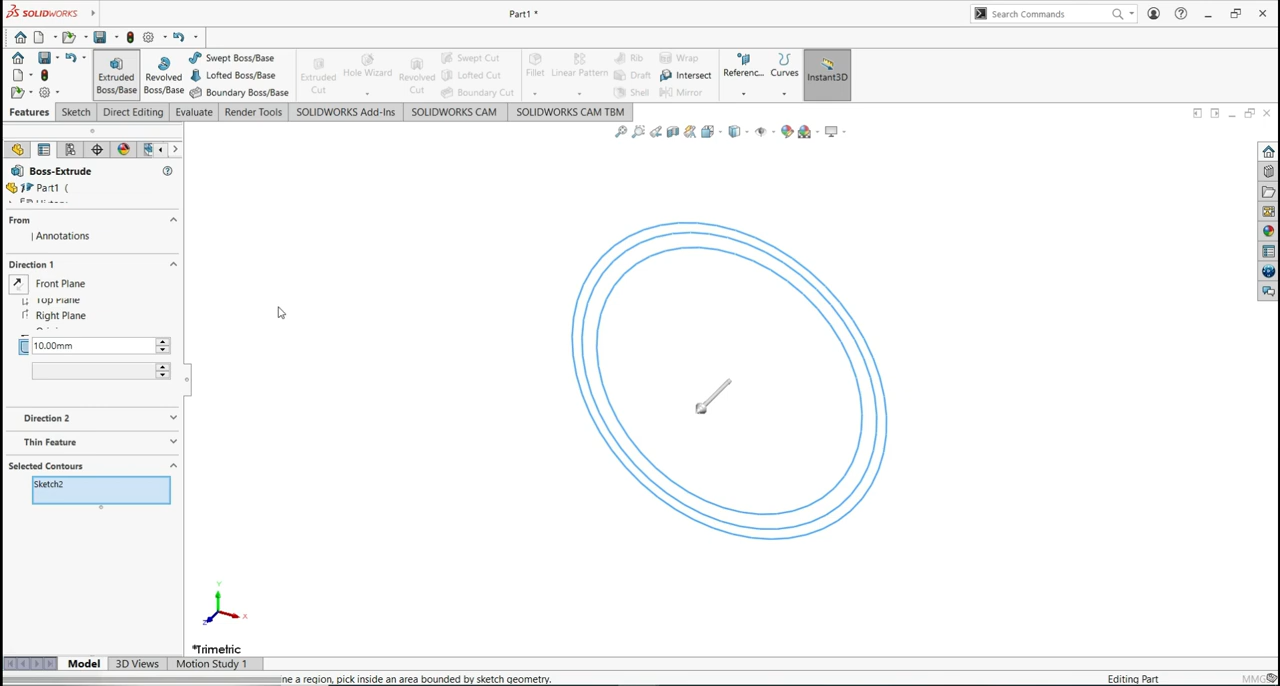 SOLIDWORKS
Part1 *
Search Commands
Extruded Boss/Base
Revolved Boss/Base
Swept Boss/Base
Lofted Boss/Base
Boundary Boss/Base
Extruded Cut
Hole Wizard
Revolved Cut
Swept Cut
Lofted Cut
Boundary Cut
Fillet
Linear Pattern
Rib
Draft
Shell
Wrap
Intersect
Mirror
Referenc...
Curves
Instant3D
Features
Sketch
Direct Editing
Evaluate
Render Tools
SOLIDWORKS Add-Ins
SOLIDWORKS CAM
SOLIDWORKS CAM TBM
Boss-Extrude
Part1 (
From
Annotations
Direction 1
Front Plane
Top Plane
Right Plane
10.00mm
Direction 2
Thin Feature
Selected Contours
Sketch2
Y
X
Z
*Trimetric
Model
3D Views
Motion Study 1
ne a region, pick inside an area bounded by sketch geometry.
Editing Part
MMG